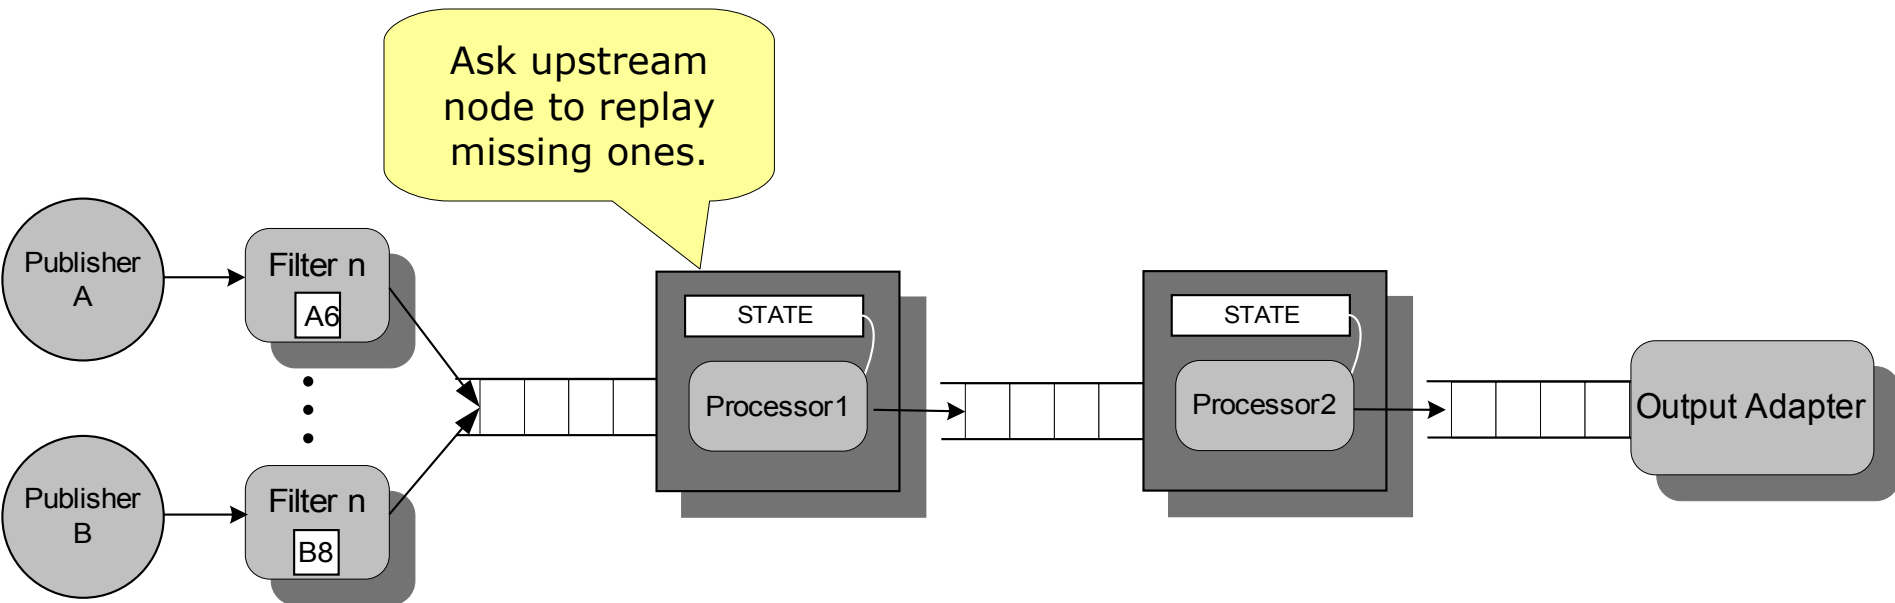 Ask upstream
node to replay
missing ones.
Publisher
A
Filter n
A6
STATE
Processor1
STATE
Processor2
Output Adapter
Publisher
B
Filter n
B8